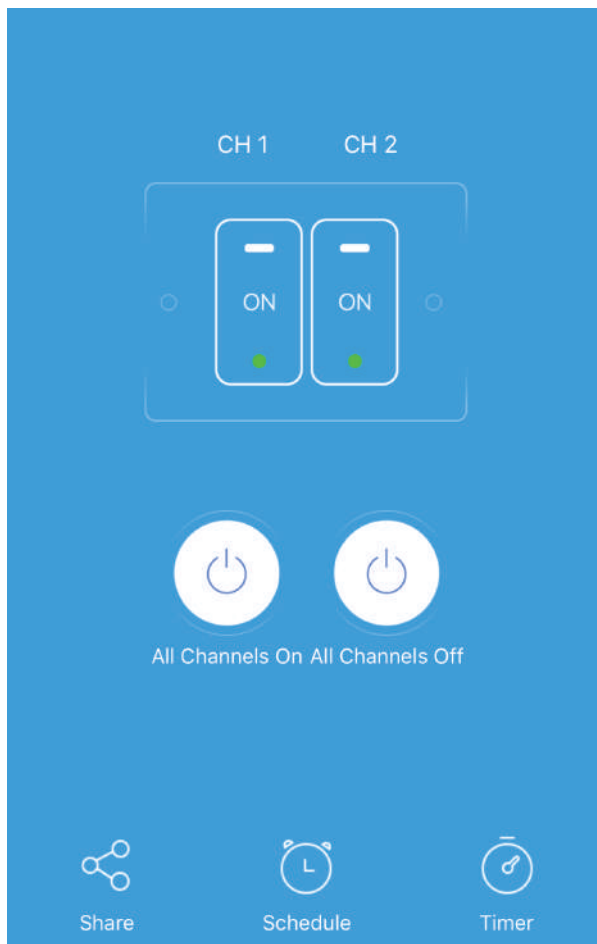 CH 1 CH 2
ON ON
All Channels On All Channels Off
Share Schedule Timer